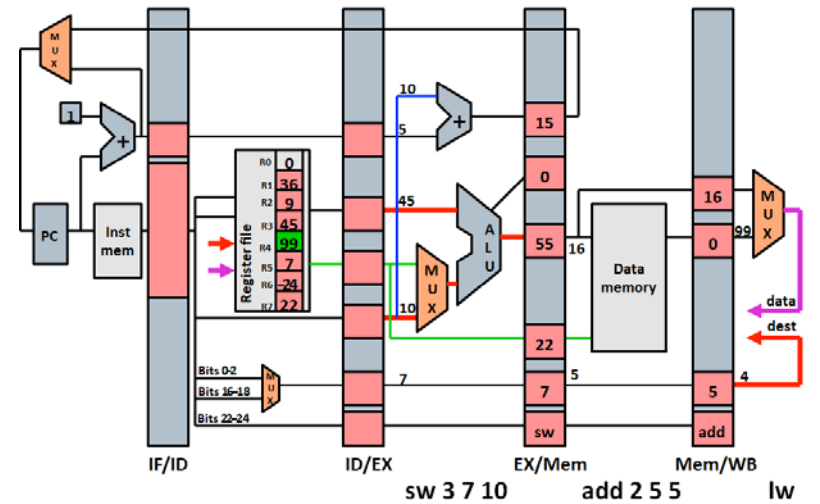 M
U
X
1
+
PC
Inst
mem
Register file
R0 0
R1 36
R2 9
R3 45
R4 99
R5 7
R6
R7 22
Bits 0-2
Bits 16-18
Bits 22-24
M
U
X
10
5
45
10
7
+
M
U
X
A
L
U
15
0
55
22
7
sw
16
5
Data
memory
16
0
5
add
99
4
M
U
X
data
dest
IF/ID
ID/EX
EX/Mem
Mem/WB
sw 3 7 10
add 2 5 5
lw